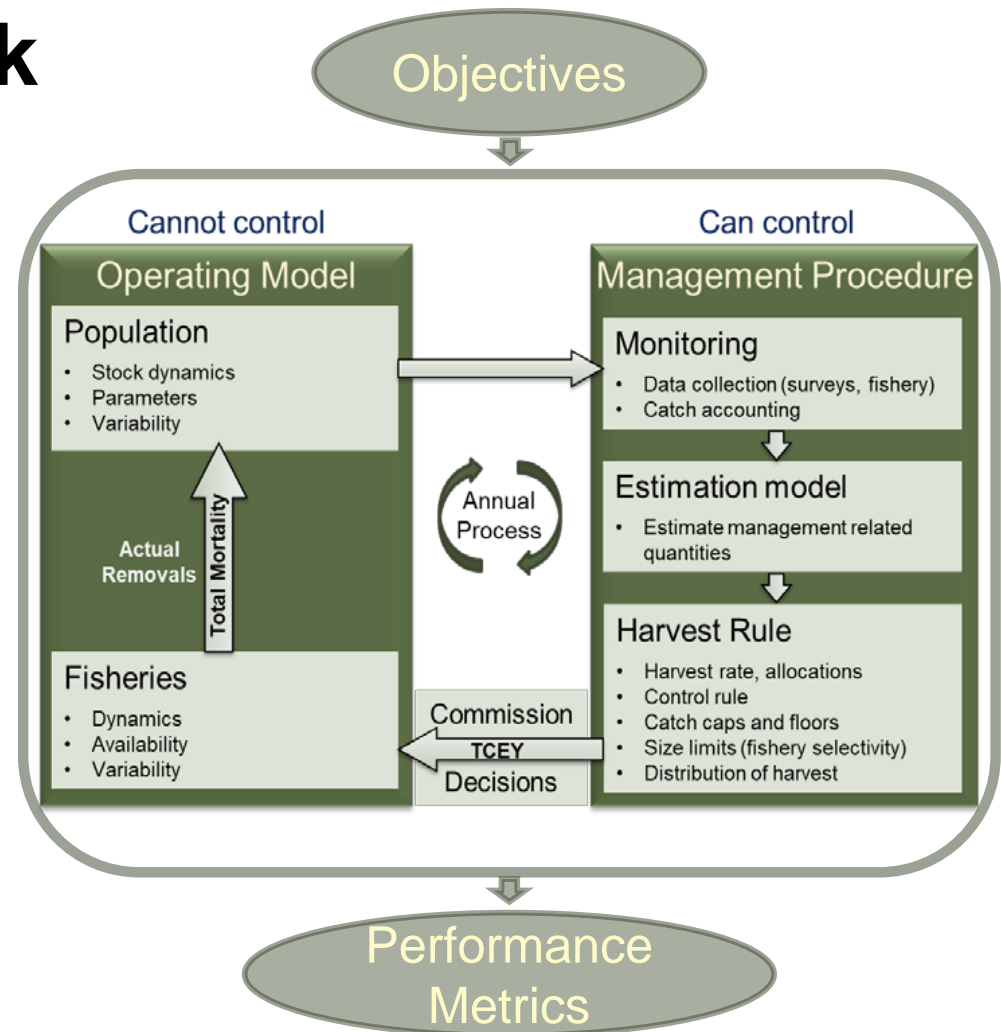 k
Objectives
Cannot control
Operating Model
Population
• Stock dynamics
• Parameters
• Variability
Actual
Removals
Total Mortality
Fisheries
• Dynamics
• Availability
• Variability
Annual
Process
Commission
TCEY
Decisions
Can control
Management Procedure
Monitoring
• Data collection (surveys, fishery)
• Catch accounting
Estimation model
• Estimate management related
quantities
Harvest Rule
• Harvest rate, allocations
• Control rule
• Catch caps and floors
• Size limits (fishery selectivity)
• Distribution of harvest
Performance
Metrics